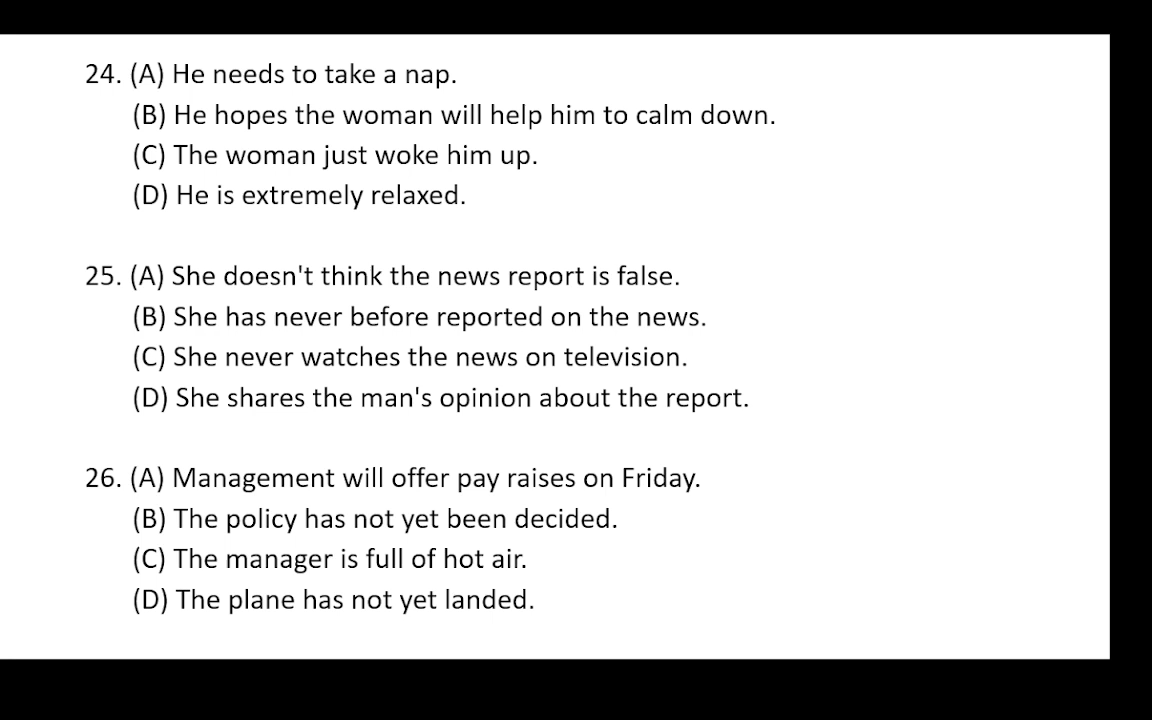 24. (A) He needs to take a nap.
(B) He hopes the woman will help him to calm down.
(C) The woman just woke him up.
(D) He is extremely relaxed.
25. (A) She doesn't think the news report is false.
(B) She has never before reported on the news.
(C) She never watches the news on television.
(D) She shares the man's opinion about the report.
26. (A) Management will offer pay raises on Friday.
(B) The policy has not yet been decided.
(C) The manager is full of hot air.
(D) The plane has not yet landed.